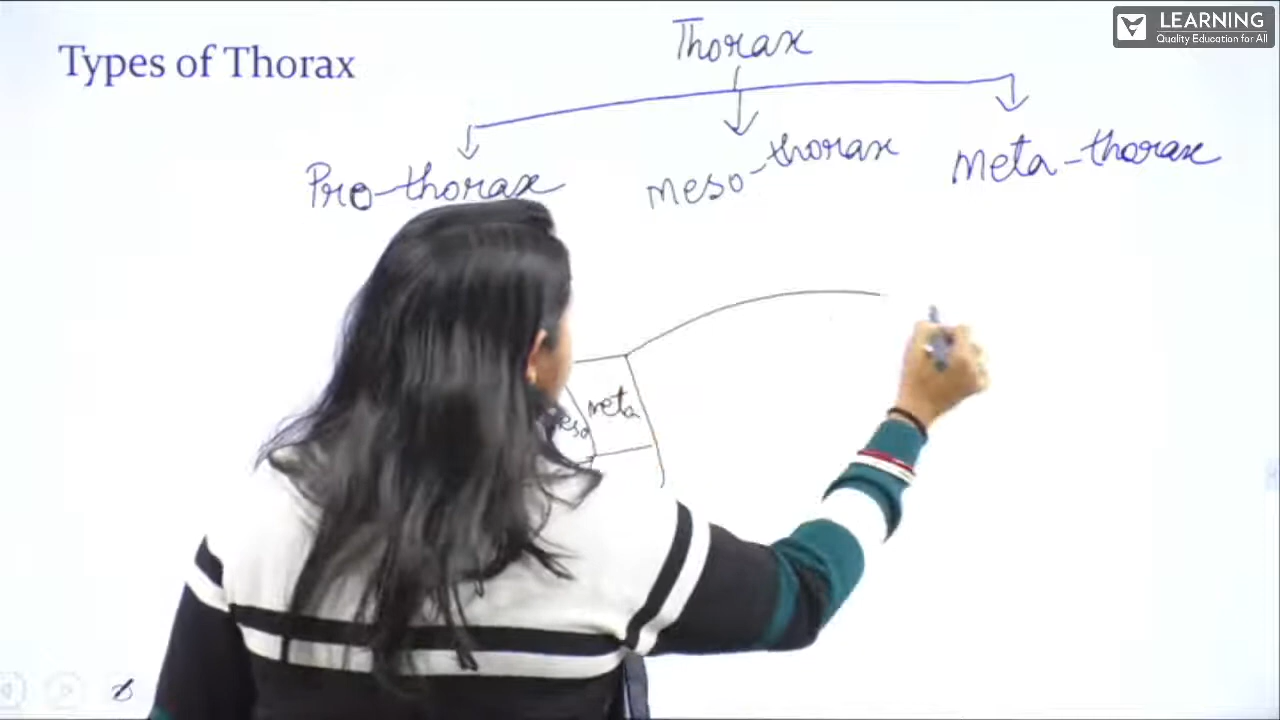 LEARNING
Quality Education for All
Types of Thorax
Thorax
Pro-thorax
meso-thorax
Meta-thorax
meta